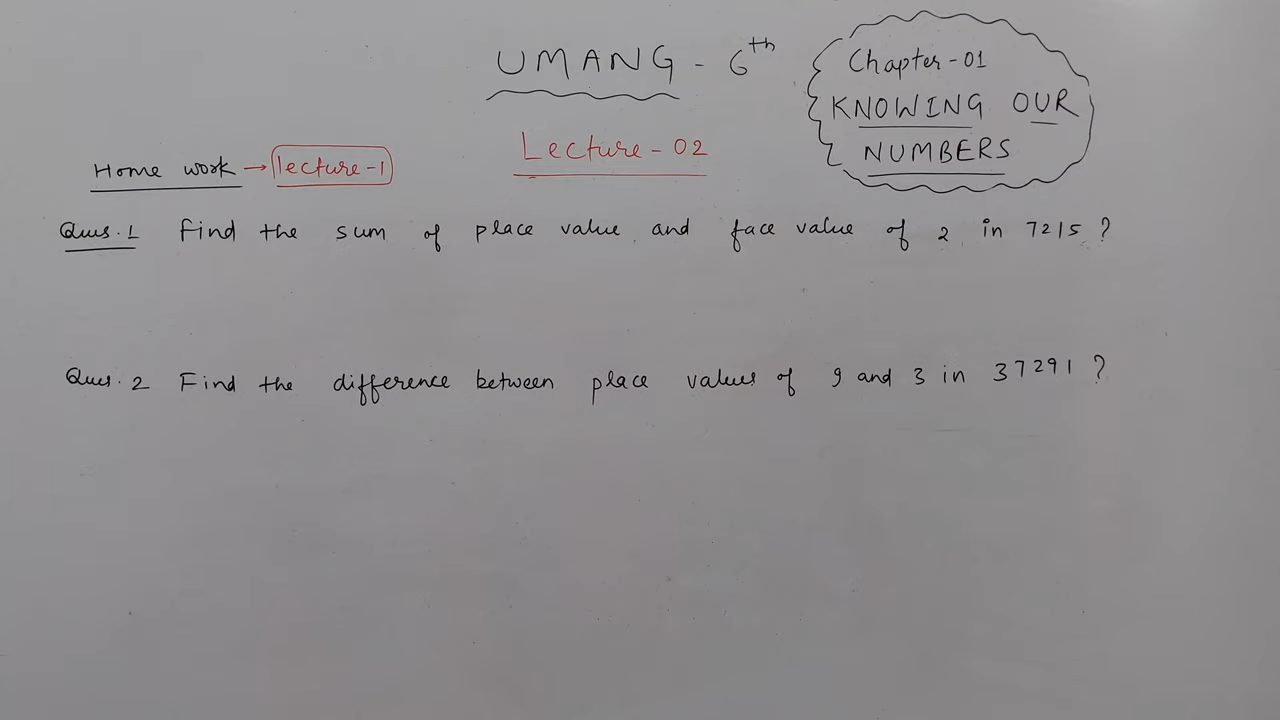 UMANG - 6th
Chapter-01
KNOWING OUR
NUMBERS
Lecture-02
Home work → lecture-1
Ques.1 Find the sum of place value and face value of 2 in 7215?
Ques.2 Find the difference between place values of 9 and 3 in 37291?